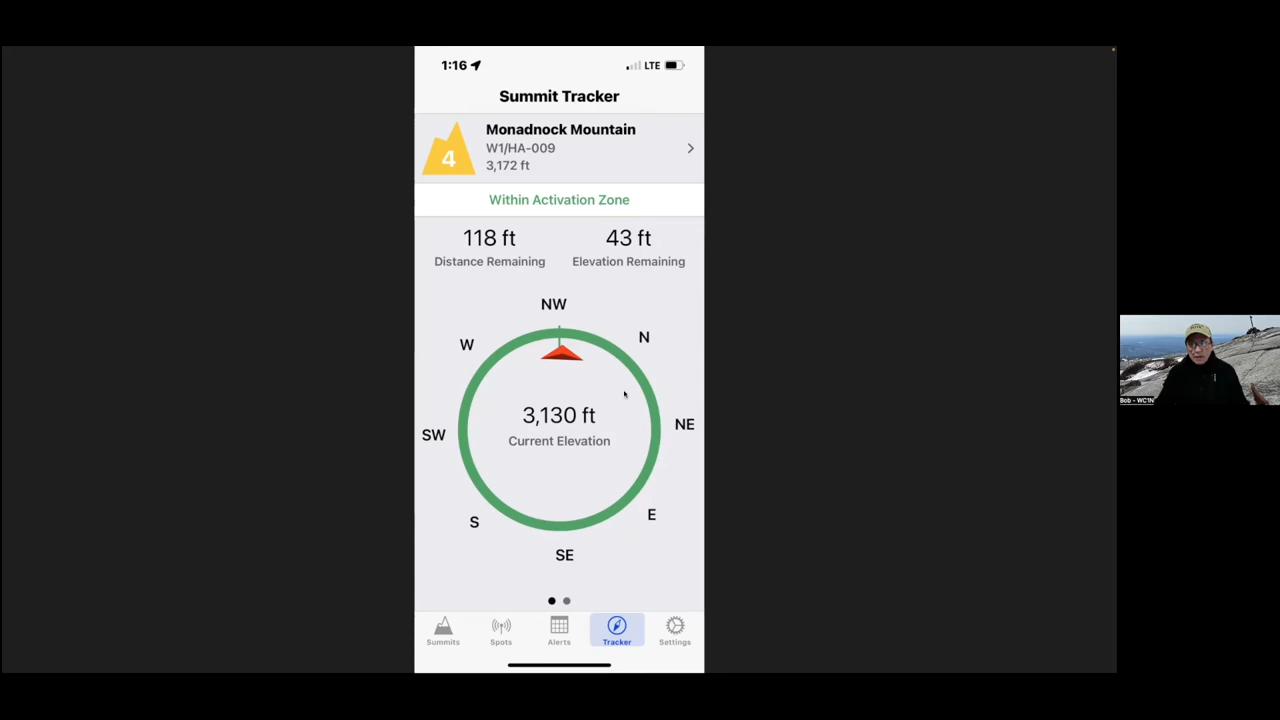 1:16
LTE
Summit Tracker
4
Monadnock Mountain
W1/HA-009
3,172 ft
Within Activation Zone
118 ft
43 ft
Distance Remaining
Elevation Remaining
NW
W
N
3,130 ft
Current Elevation
SW
NE
S
E
SE
Summits
Spots
Alerts
Tracker
Settings
Bob - WC1N